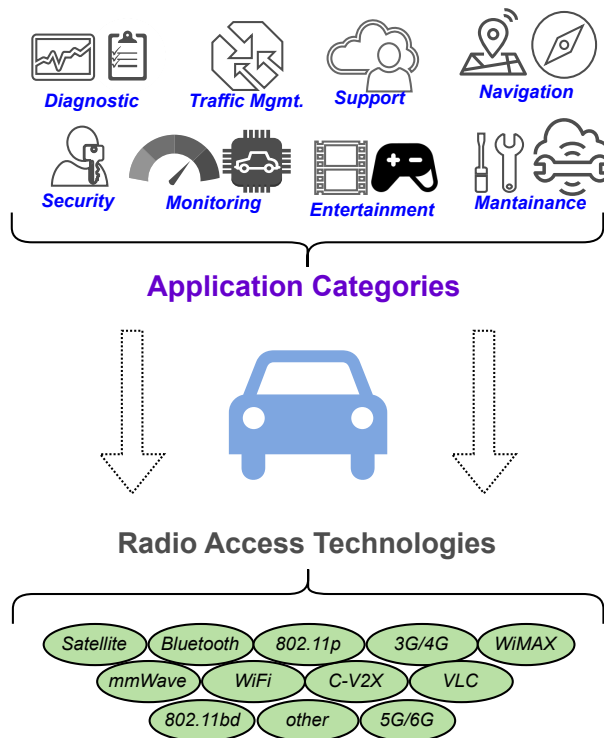 Diagnostic
Traffic Mgmt.
Support
Navigation
Security
Monitoring
Entertainment
Mantainance
Application Categories
Radio Access Technologies
Satellite
Bluetooth
802.11p
3G/4G
WiMAX
mmWave
WiFi
C-V2X
VLC
802.11bd
other
5G/6G